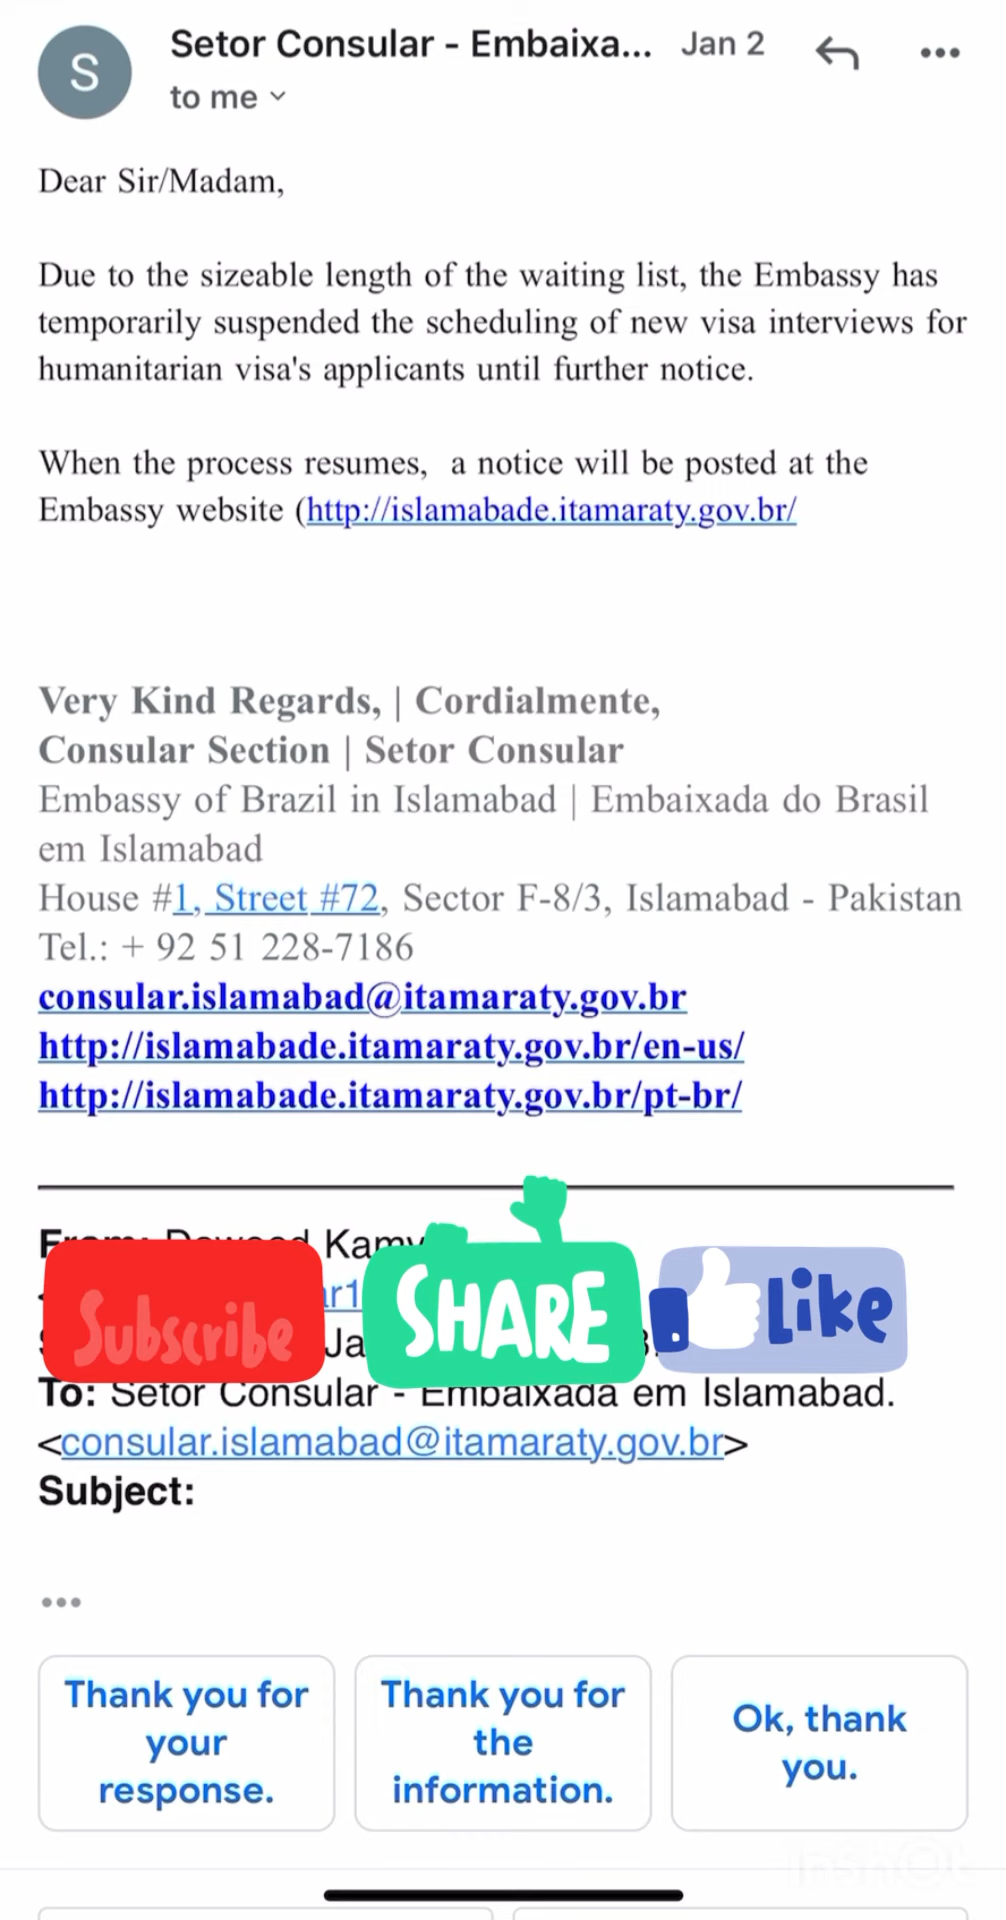 S
Setor Consular - Embaixa... Jan 2
to me
Dear Sir/Madam,
Due to the sizeable length of the waiting list, the Embassy has
temporarily suspended the scheduling of new visa interviews for
humanitarian visa's applicants until further notice.
When the process resumes,  a notice will be posted at the
Embassy website (http://islamabade.itamaraty.gov.br/
Very Kind Regards, | Cordialmente,
Consular Section | Setor Consular
Embassy of Brazil in Islamabad | Embaixada do Brasil
em Islamabad
House #1, Street #72, Sector F-8/3, Islamabad - Pakistan
Tel.: + 92 51 228-7186
consular.islamabad@itamaraty.gov.br
http://islamabade.itamaraty.gov.br/en-us/
http://islamabade.itamaraty.gov.br/pt-br/
From:
Subscribe SHARE Like
To: Setor Consular - Embaixada em Islamabad.
<consular.islamabad@itamaraty.gov.br>
Subject:
Thank you for your response.
Thank you for the information.
Ok, thank you.
InShOt